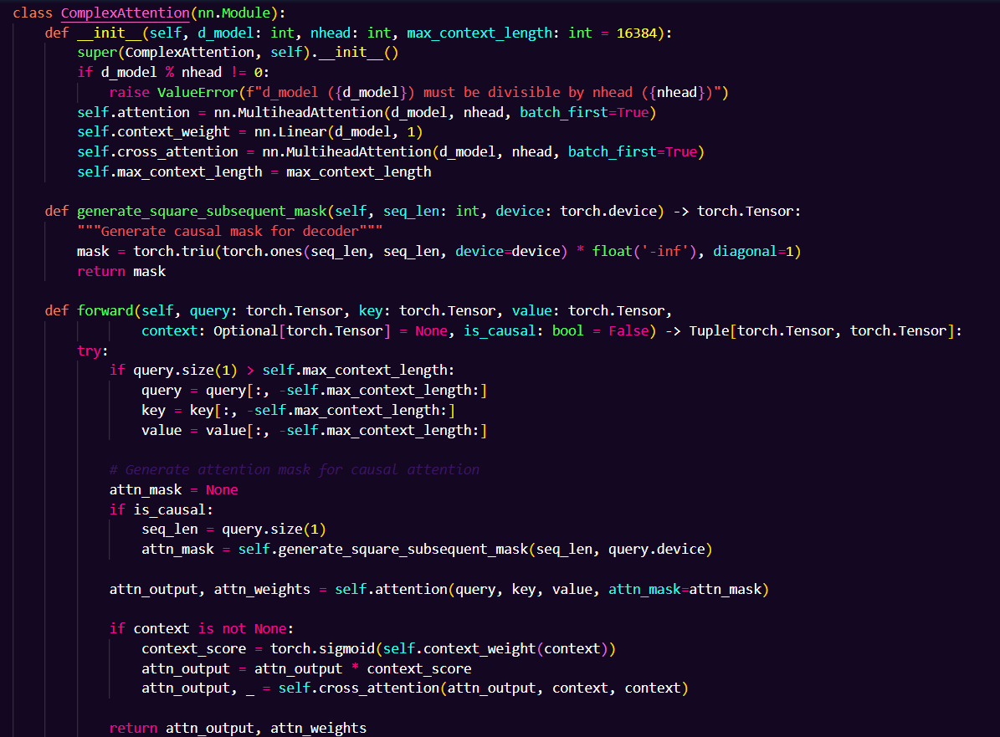 class ComplexAttention(nn.Module):
    def __init__(self, d_model: int, nhead: int, max_context_length: int = 16384):
        super(ComplexAttention, self).__init__()
        if d_model % nhead != 0:
            raise ValueError(f"d_model ({d_model}) must be divisible by nhead ({nhead})")
        self.attention = nn.MultiheadAttention(d_model, nhead, batch_first=True)
        self.context_weight = nn.Linear(d_model, 1)
        self.cross_attention = nn.MultiheadAttention(d_model, nhead, batch_first=True)
        self.max_context_length = max_context_length

    def generate_square_subsequent_mask(self, seq_len: int, device: torch.device) -> torch.Tensor:
        """Generate causal mask for decoder"""
        mask = torch.triu(torch.ones(seq_len, seq_len, device=device) * float('-inf'), diagonal=1)
        return mask

    def forward(self, query: torch.Tensor, key: torch.Tensor, value: torch.Tensor,
                context: Optional[torch.Tensor] = None, is_causal: bool = False) -> Tuple[torch.Tensor, torch.Tensor]:
        try:
            if query.size(1) > self.max_context_length:
                query = query[:, -self.max_context_length:]
                key = key[:, -self.max_context_length:]
                value = value[:, -self.max_context_length:]

            # Generate attention mask for causal attention
            attn_mask = None
            if is_causal:
                seq_len = query.size(1)
                attn_mask = self.generate_square_subsequent_mask(seq_len, query.device)

            attn_output, attn_weights = self.attention(query, key, value, attn_mask=attn_mask)

            if context is not None:
                context_score = torch.sigmoid(self.context_weight(context))
                attn_output = attn_output * context_score
                attn_output, _ = self.cross_attention(attn_output, context, context)

            return attn_output, attn_weights